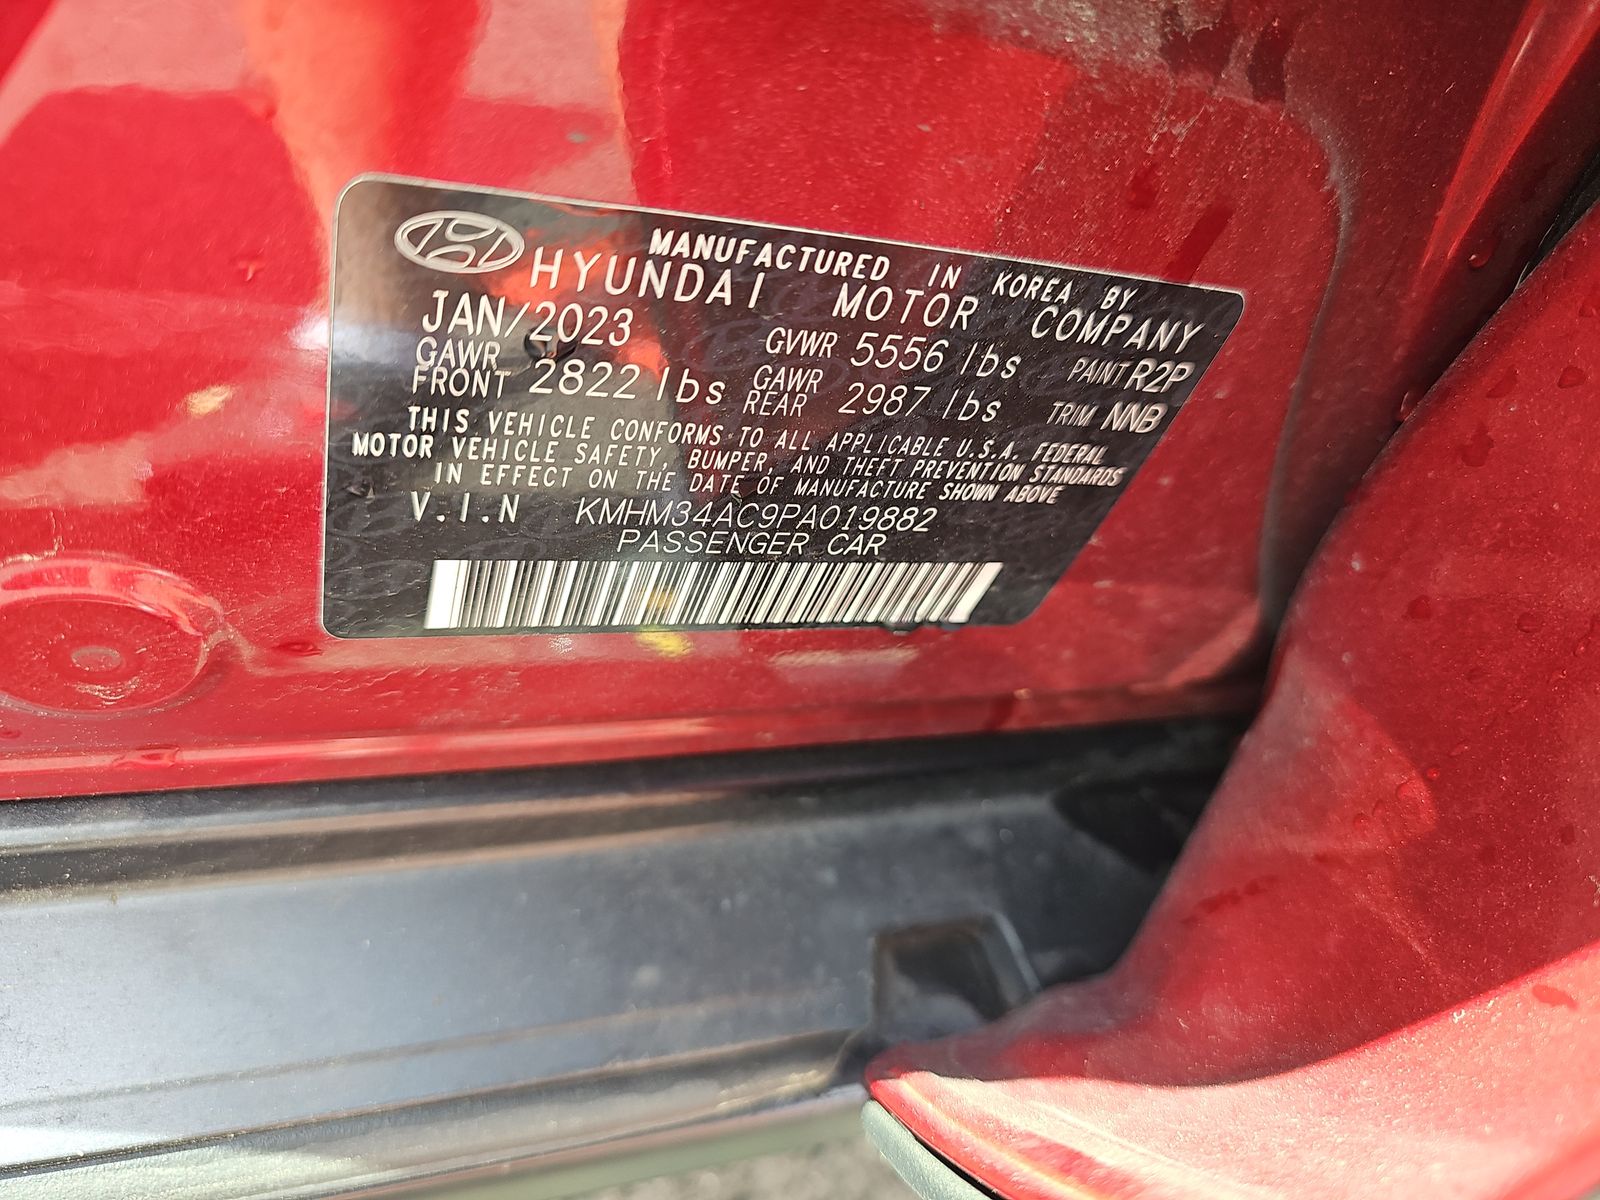 MANUFACTURED IN KOREA BY
HYUNDAI MOTOR COMPANY
JAN/2023 GVWR 5556 lbs PAINT R2P
GAWR FRONT 2822 lbs GAWR REAR 2987 lbs TRIM NNB
THIS VEHICLE CONFORMS TO ALL APPLICABLE U.S.A. FEDERAL
MOTOR VEHICLE SAFETY, BUMPER, AND THEFT PREVENTION STANDARDS
IN EFFECT ON THE DATE OF MANUFACTURE SHOWN ABOVE
V.I.N KMHM34AC9PA019882
PASSENGER CAR